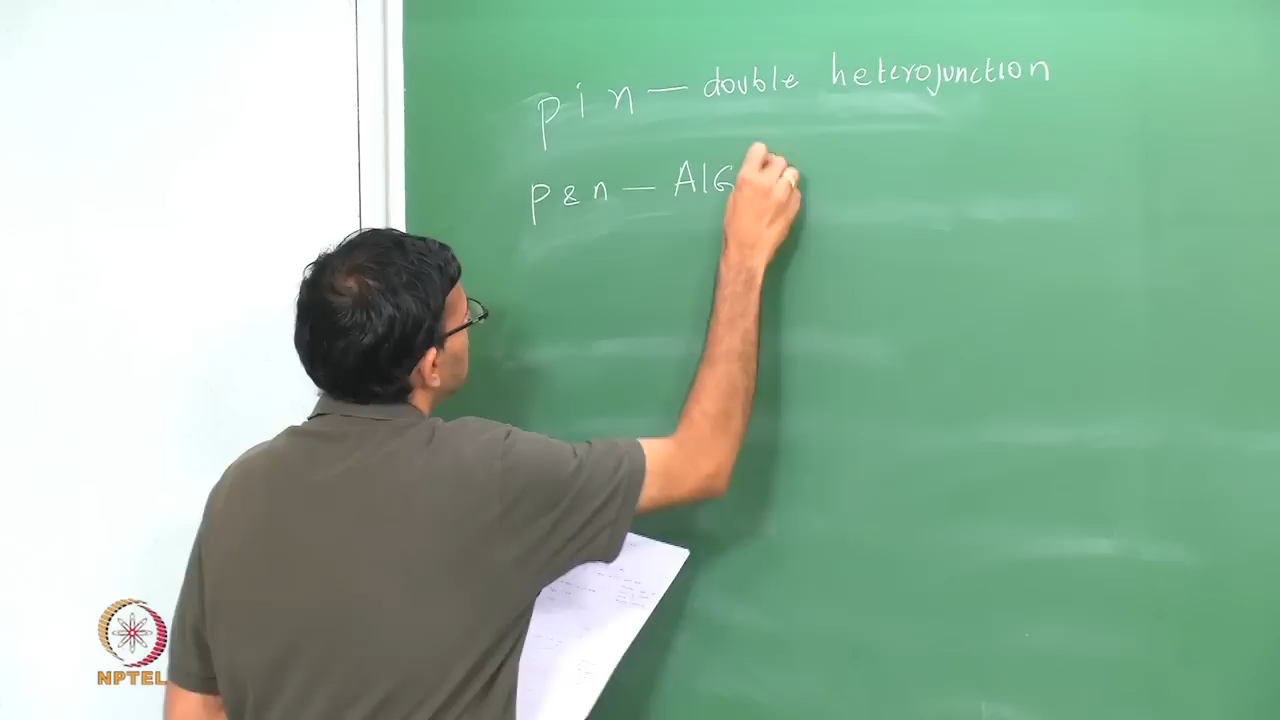 p i n — double heterojunction
p & n — AlG
NPTEL